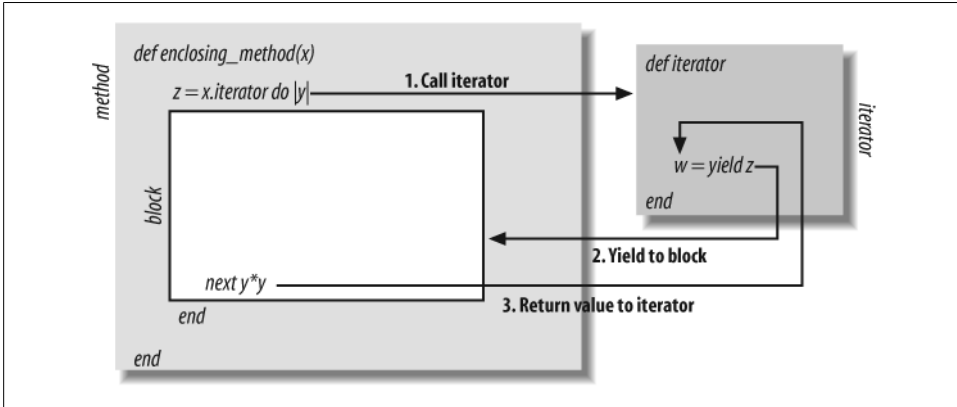 method
def enclosing_method(x)
z = x.iterator do |y|
block
next y*y
end
end
1. Call iterator
def iterator
w = yield z
end
iterator
2. Yield to block
3. Return value to iterator